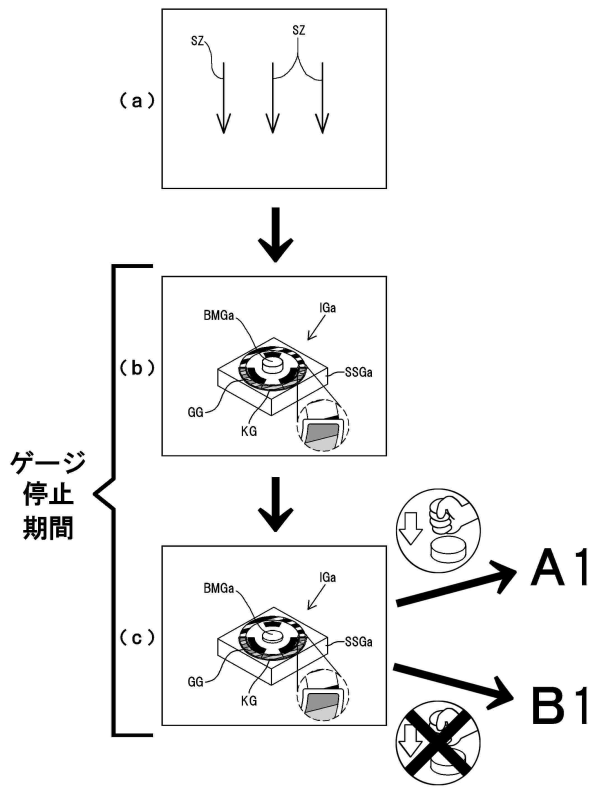 SZ
SZ
(a)
BMGa
IGa
(b)
SSGa
GG
KG
ゲージ
停止
期間
BMGa
IGa
A1
(c)
SSGa
GG
KG
B1